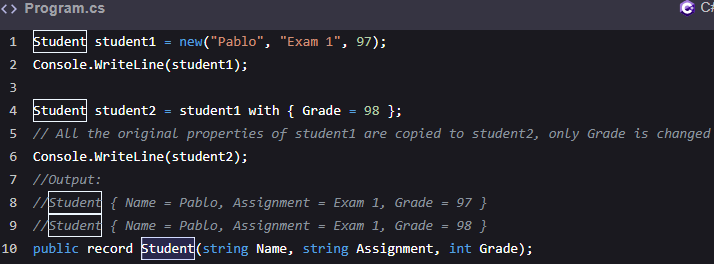 <> Program.cs C#
1 Student student1 = new("Pablo", "Exam 1", 97);
2 Console.WriteLine(student1);
3
4 Student student2 = student1 with { Grade = 98 };
5 // All the original properties of student1 are copied to student2, only Grade is changed
6 Console.WriteLine(student2);
7 //Output:
8 //Student { Name = Pablo, Assignment = Exam 1, Grade = 97 }
9 //Student { Name = Pablo, Assignment = Exam 1, Grade = 98 }
10 public record Student(string Name, string Assignment, int Grade);